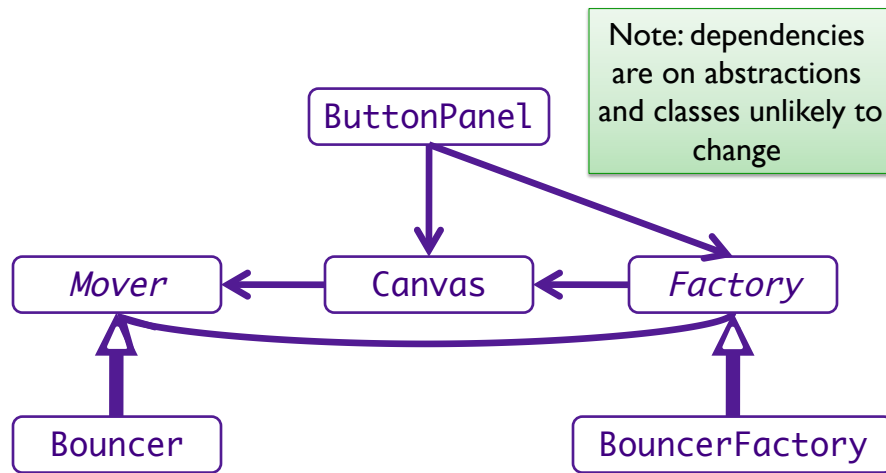 Note: dependencies
are on abstractions
and classes unlikely to
change
ButtonPanel
Mover
Canvas
Factory
Bouncer
BouncerFactory